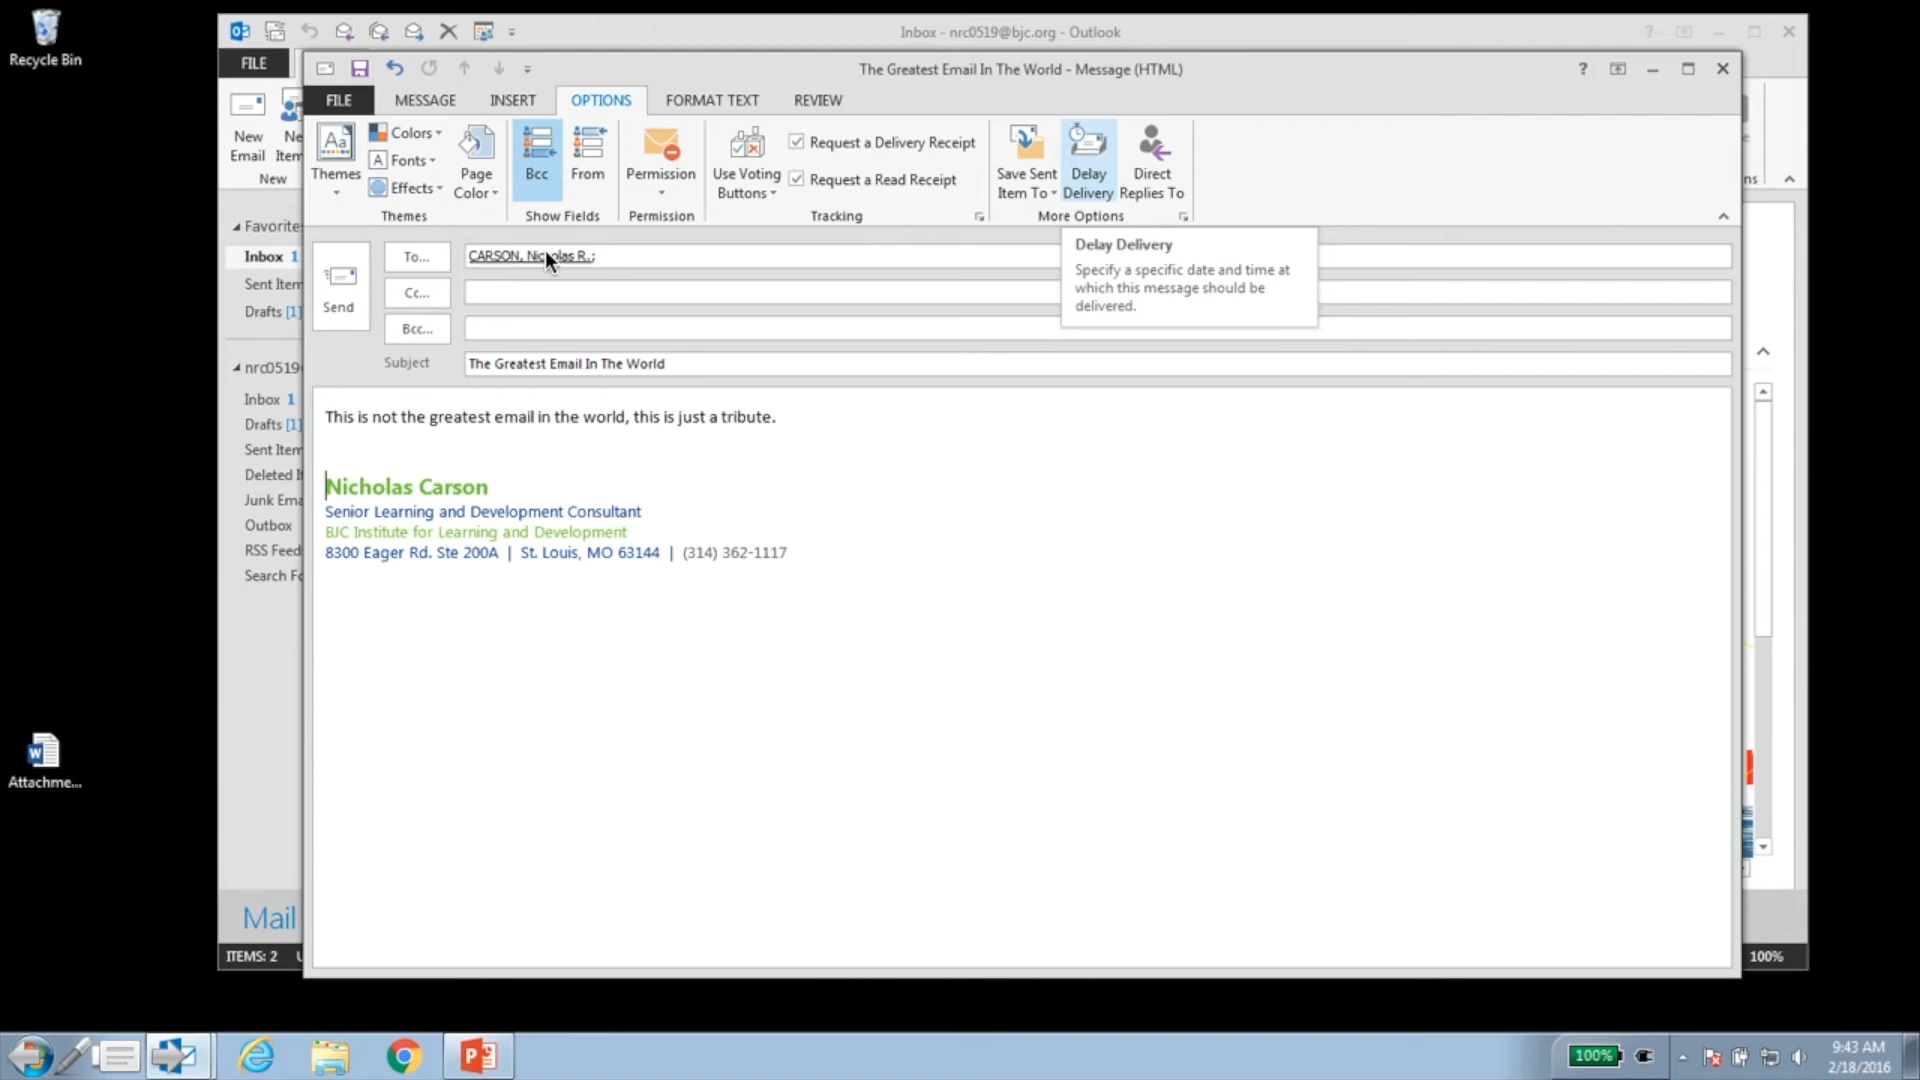 Recycle Bin
Inbox - nrc0519@bjc.org - Outlook
FILE
The Greatest Email In The World - Message (HTML)
FILE MESSAGE INSERT OPTIONS FORMAT TEXT REVIEW
New Email
New
Themes
Colors
Fonts
Effects
Page Color
Themes
Bcc
From
Show Fields
Permission
Permission
Use Voting Buttons
Request a Delivery Receipt
Request a Read Receipt
Tracking
Save Sent Item To
Delay Delivery
Direct Replies To
More Options
Delay Delivery
Specify a specific date and time at
which this message should be
delivered.
Send
To... CARSON, Nicholas R.;
Cc...
Bcc...
Subject The Greatest Email In The World
This is not the greatest email in the world, this is just a tribute.
Nicholas Carson
Senior Learning and Development Consultant
BJC Institute for Learning and Development
8300 Eager Rd. Ste 200A | St. Louis, MO 63144 | (314) 362-1117
Favorite
Inbox 1
Sent Item
Drafts [1]
nrc0519
Inbox 1
Drafts [1]
Sent Item
Deleted I
Junk Ema
Outbox
RSS Feed
Search Fo
Mail
ITEMS: 2
100%
Attachme...
100%
9:43 AM
2/18/2016